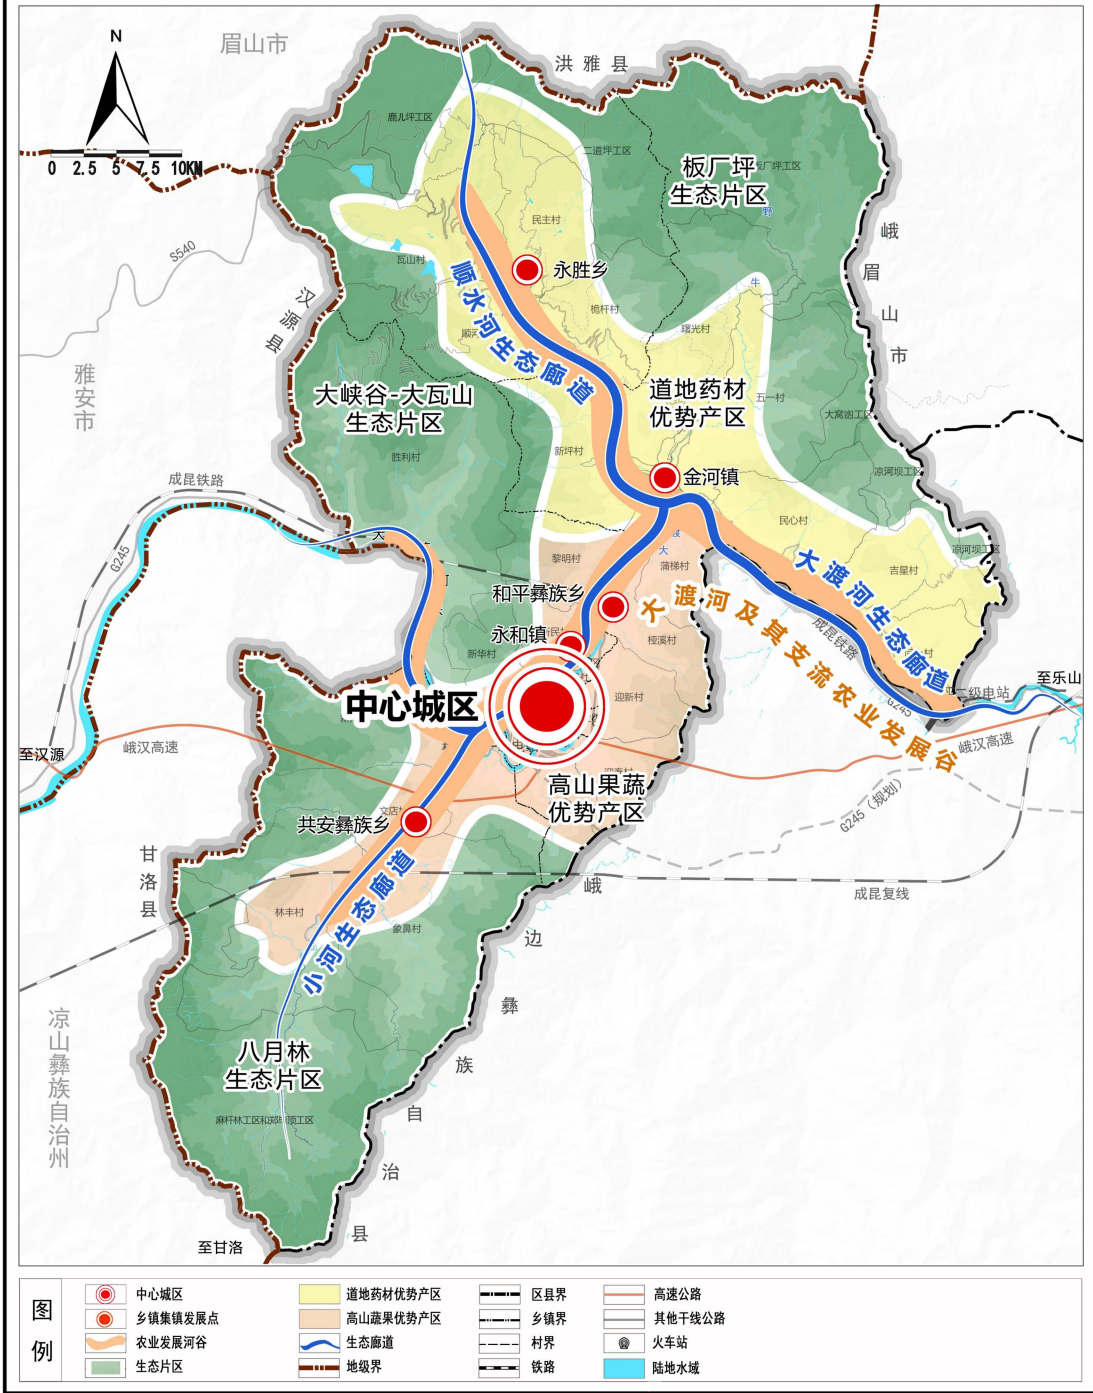 眉山市
洪雅县
N
0 2.5 5 7.5 10KM
鹿儿坪工区
二道坪工区
板厂坪
生态片区
厂坪工区
野
牛
峨眉山市
S540
汉源县
雅安市
民主村
永胜乡
瓦山村
桅杆村
曙光村
顺水河生态廊道
大峡谷-大瓦山
生态片区
道地药材
优势产区
五一村
大窝凼工区
新坪村
胜利村
凉河坝工区
金河镇
成昆铁路
G245
民心村
凉河坝工区
黎明村
蒲梯村
吉星村
大渡河生态廊道
和平彝族乡
大渡河及其支流农业发展谷
永和镇
桠溪村
成昆铁路
新华村
中心城区
迎新村
二级电站
至乐山
G245
至汉源
峨汉高速
峨汉高速
高山果蔬
优势产区
G245（规划）
共安彝族乡
甘洛县
小河生态廊道
成昆复线
林丰村
象鼻村
峨边彝族自治县
凉山彝族自治州
八月林
生态片区
至甘洛
图例
中心城区
乡镇集镇发展点
农业发展河谷
生态片区
道地药材优势产区
高山蔬果优势产区
生态廊道
地级界
区县界
乡镇界
村界
铁路
高速公路
其他干线公路
火车站
陆地水域